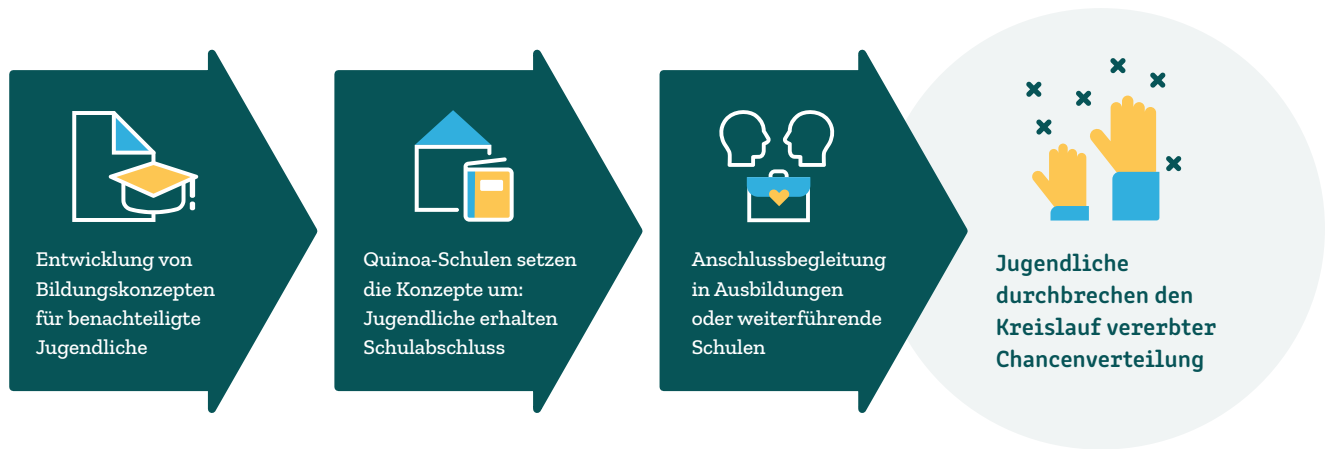 Entwicklung von
Bildungskonzepten
für benachteiligte
Jugendliche
Quinoa-Schulen setzen
die Konzepte um:
Jugendliche erhalten
Schulabschluss
Anschlussbegleitung
in Ausbildungen
oder weiterführende
Schulen
Jugendliche
durchbrechen den
Kreislauf vererbter
Chancenverteilung